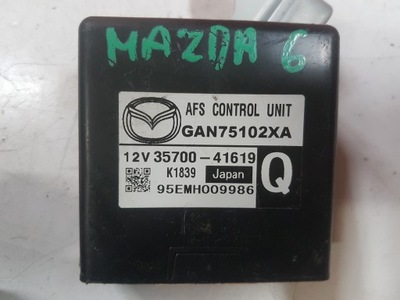 MAZDA 6
AFS CONTROL UNIT
GAN75102XA
12V 35700-41619
K1839 Japan Q
95EMH009986